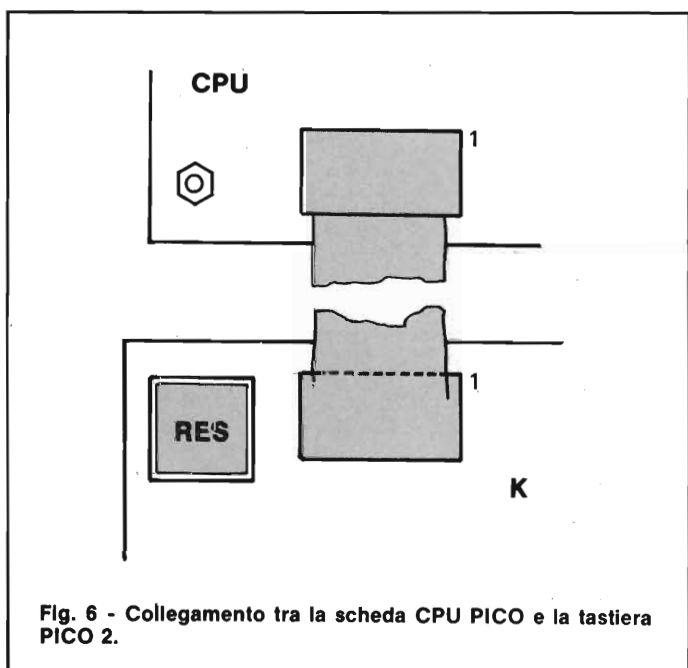 CPU
1
1
RES
K
Fig. 6 - Collegamento tra la scheda CPU PICO e la tastiera
PICO 2.